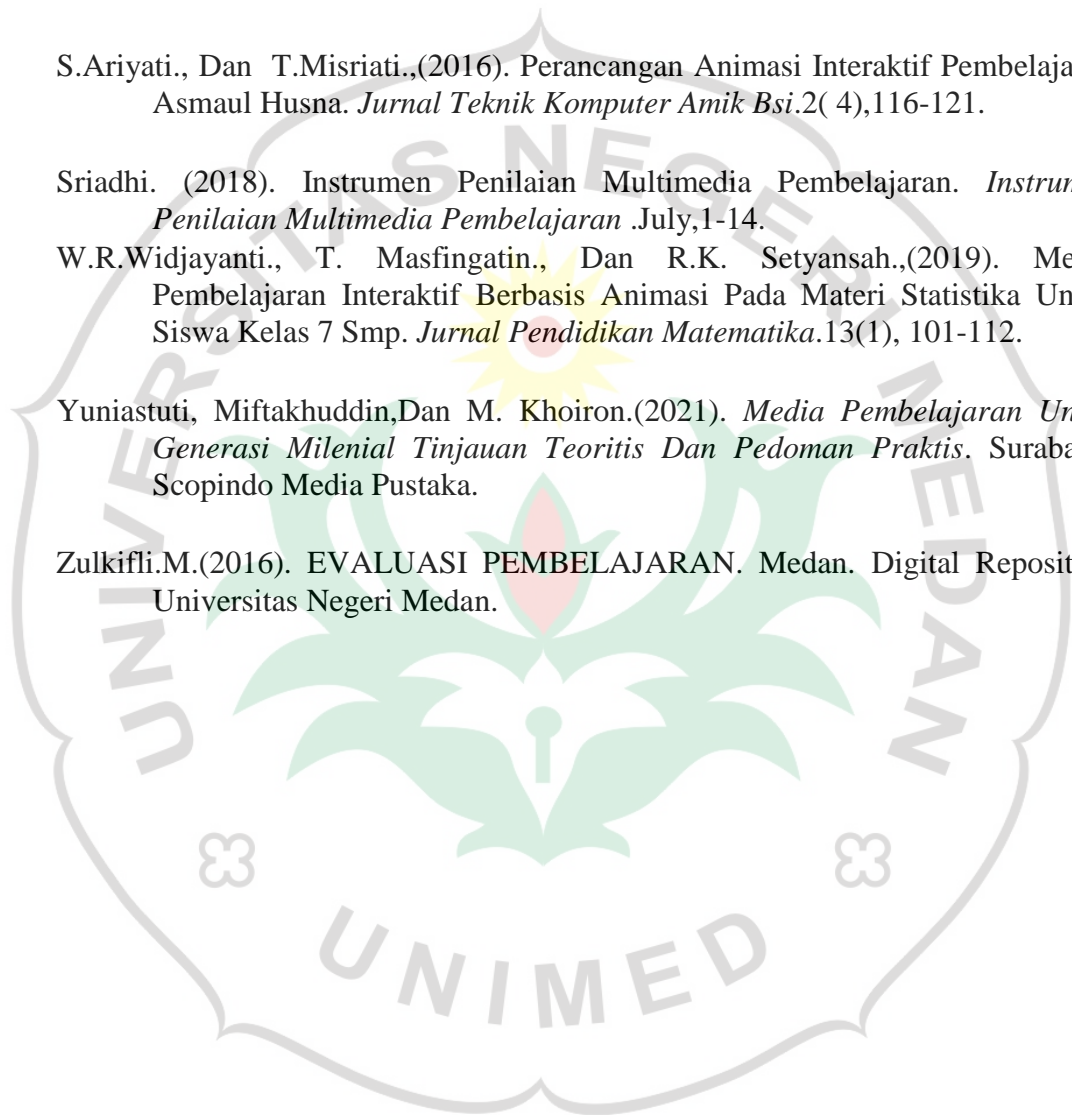 S.Ariyati., Dan T.Misriati.,(2016). Perancangan Animasi Interaktif Pembelaja
Asmaul Husna. Jurnal Teknik Komputer Amik Bsi.2( 4),116-121.
Sriadhi. (2018). Instrumen Penilaian Multimedia Pembelajaran. Instrum
Penilaian Multimedia Pembelajaran .July,1-14.
W.R.Widjayanti., T. Masfingatin., Dan R.K. Setyansah.,(2019). Me
Pembelajaran Interaktif Berbasis Animasi Pada Materi Statistika Un
Siswa Kelas 7 Smp. Jurnal Pendidikan Matematika.13(1), 101-112.
Yuniastuti, Miftakhuddin,Dan M. Khoiron.(2021). Media Pembelajaran Un
Generasi Milenial Tinjauan Teoritis Dan Pedoman Praktis. Suraba
Scopindo Media Pustaka.
Zulkifli.M.(2016). EVALUASI PEMBELAJARAN. Medan. Digital Reposit
Universitas Negeri Medan.
UNIVERSITAS NEGERI MEDAN
UNIMED